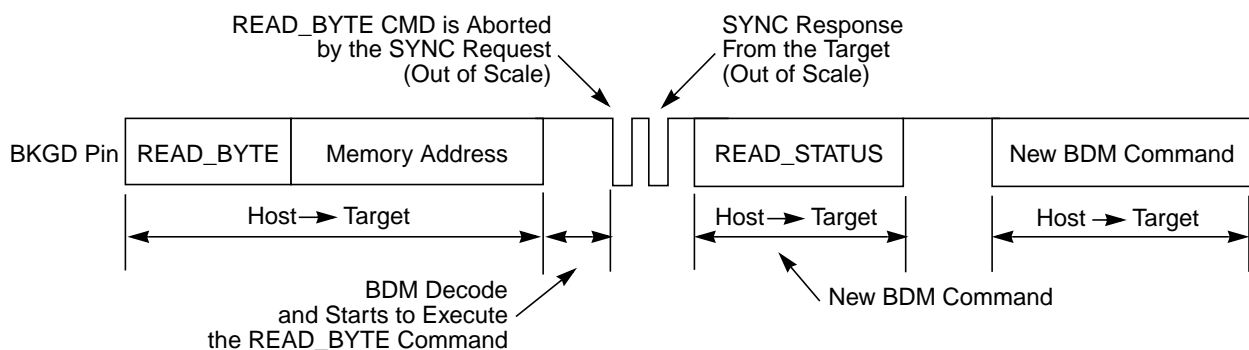 READ_BYTE CMD is Aborted
by the SYNC Request
(Out of Scale)
SYNC Response
From the Target
(Out of Scale)
BKGD Pin
READ_BYTE
Memory Address
READ_STATUS
New BDM Command
Host → Target
Host → Target
Host → Target
BDM Decode
and Starts to Execute
the READ_BYTE Command
New BDM Command